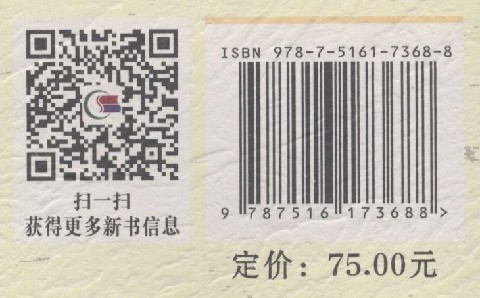 扫一扫
获得更多新书信息
ISBN 978-7-5161-7368-8
9 787516 173688 >
定价：75.00元